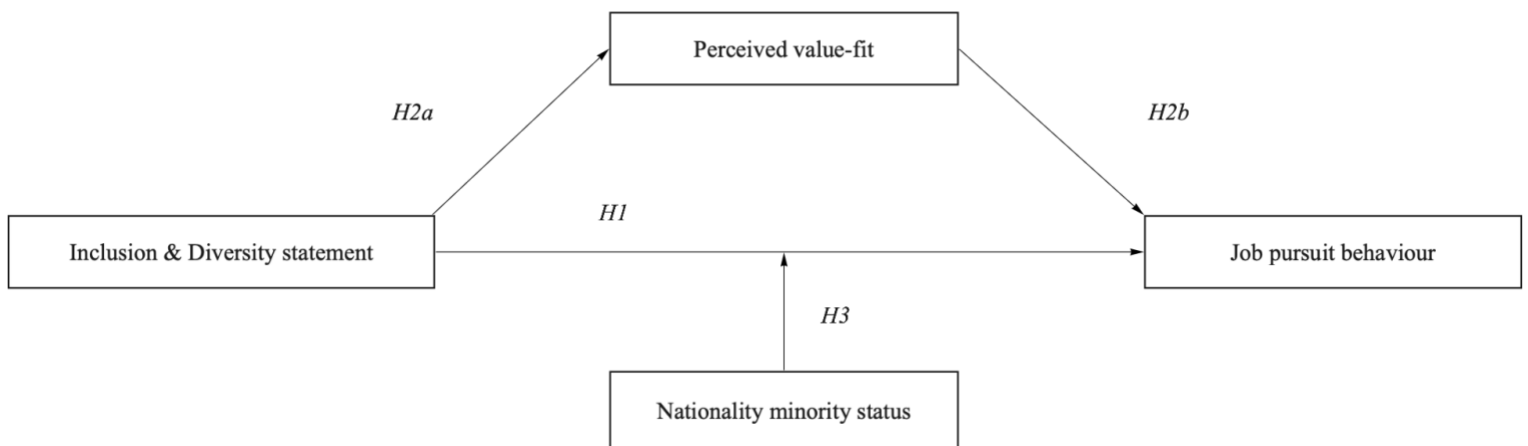 Perceived value-fit
H2a
H2b
H1
Inclusion & Diversity statement
Job pursuit behaviour
H3
Nationality minority status